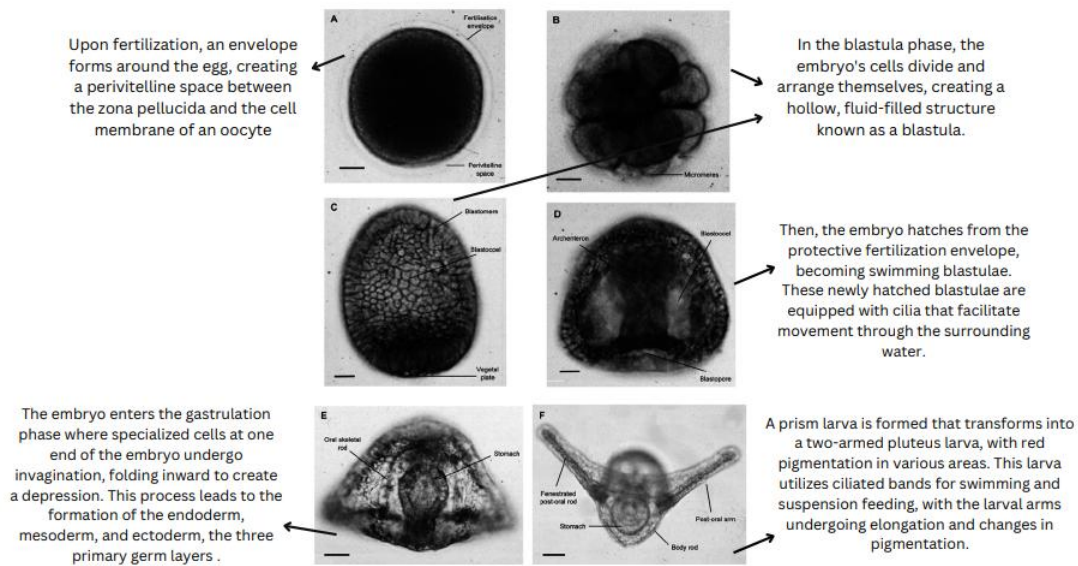 Upon fertilization, an envelope
forms around the egg, creating
a perivitelline space between
the zona pellucida and the cell
membrane of an oocyte
A
Fertilisation
envelope
Perivitelline
space
B
Micromeres
In the blastula phase, the
embryo's cells divide and
arrange themselves, creating a
hollow, fluid-filled structure
known as a blastula.
C
Blastomere
Blastocoel
Vegetal
plate
D
Archenteron
Blastocoel
Blastopore
Then, the embryo hatches from the
protective fertilization envelope,
becoming swimming blastulae.
These newly hatched blastulae are
equipped with cilia that facilitate
movement through the surrounding
water.
The embryo enters the gastrulation
phase where specialized cells at one
end of the embryo undergo
invagination, folding inward to create
a depression. This process leads to the
formation of the endoderm,
mesoderm, and ectoderm, the three
primary germ layers .
E
Oral skeletal
rod
Stomach
F
Fenestrated
post-oral rod
Post-oral arm
Stomach
Body rod
A prism larva is formed that transforms into
a two-armed pluteus larva, with red
pigmentation in various areas. This larva
utilizes ciliated bands for swimming and
suspension feeding, with the larval arms
undergoing elongation and changes in
pigmentation.